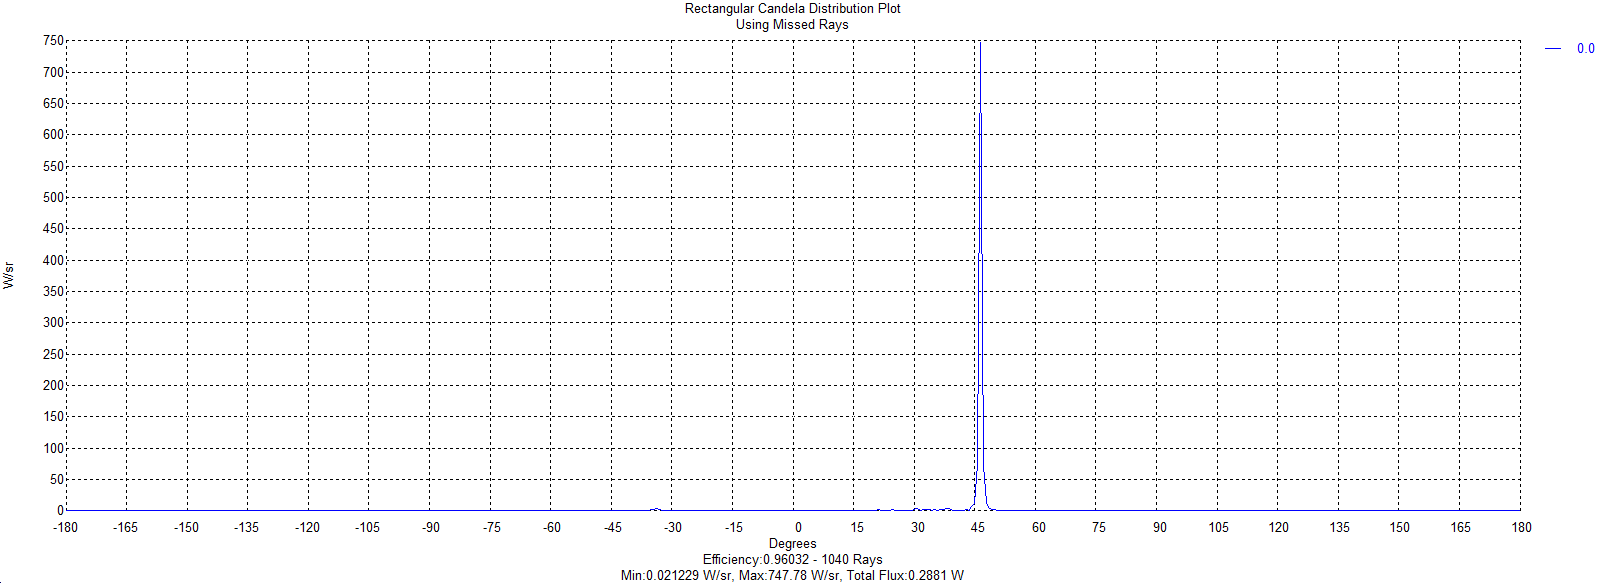 Rectangular Candela Distribution Plot
Using Missed Rays
0.0
750
700
650
600
550
500
450
400
350
300
250
200
150
100
50
0
W/sr
-180 -165 -150 -135 -120 -105 -90 -75 -60 -45 -30 -15 0 15 30 45 60 75 90 105 120 135 150 165 180
Degrees
Efficiency:0.96032 - 1040 Rays
Min:0.021229 W/sr, Max:747.78 W/sr, Total Flux:0.2881 W